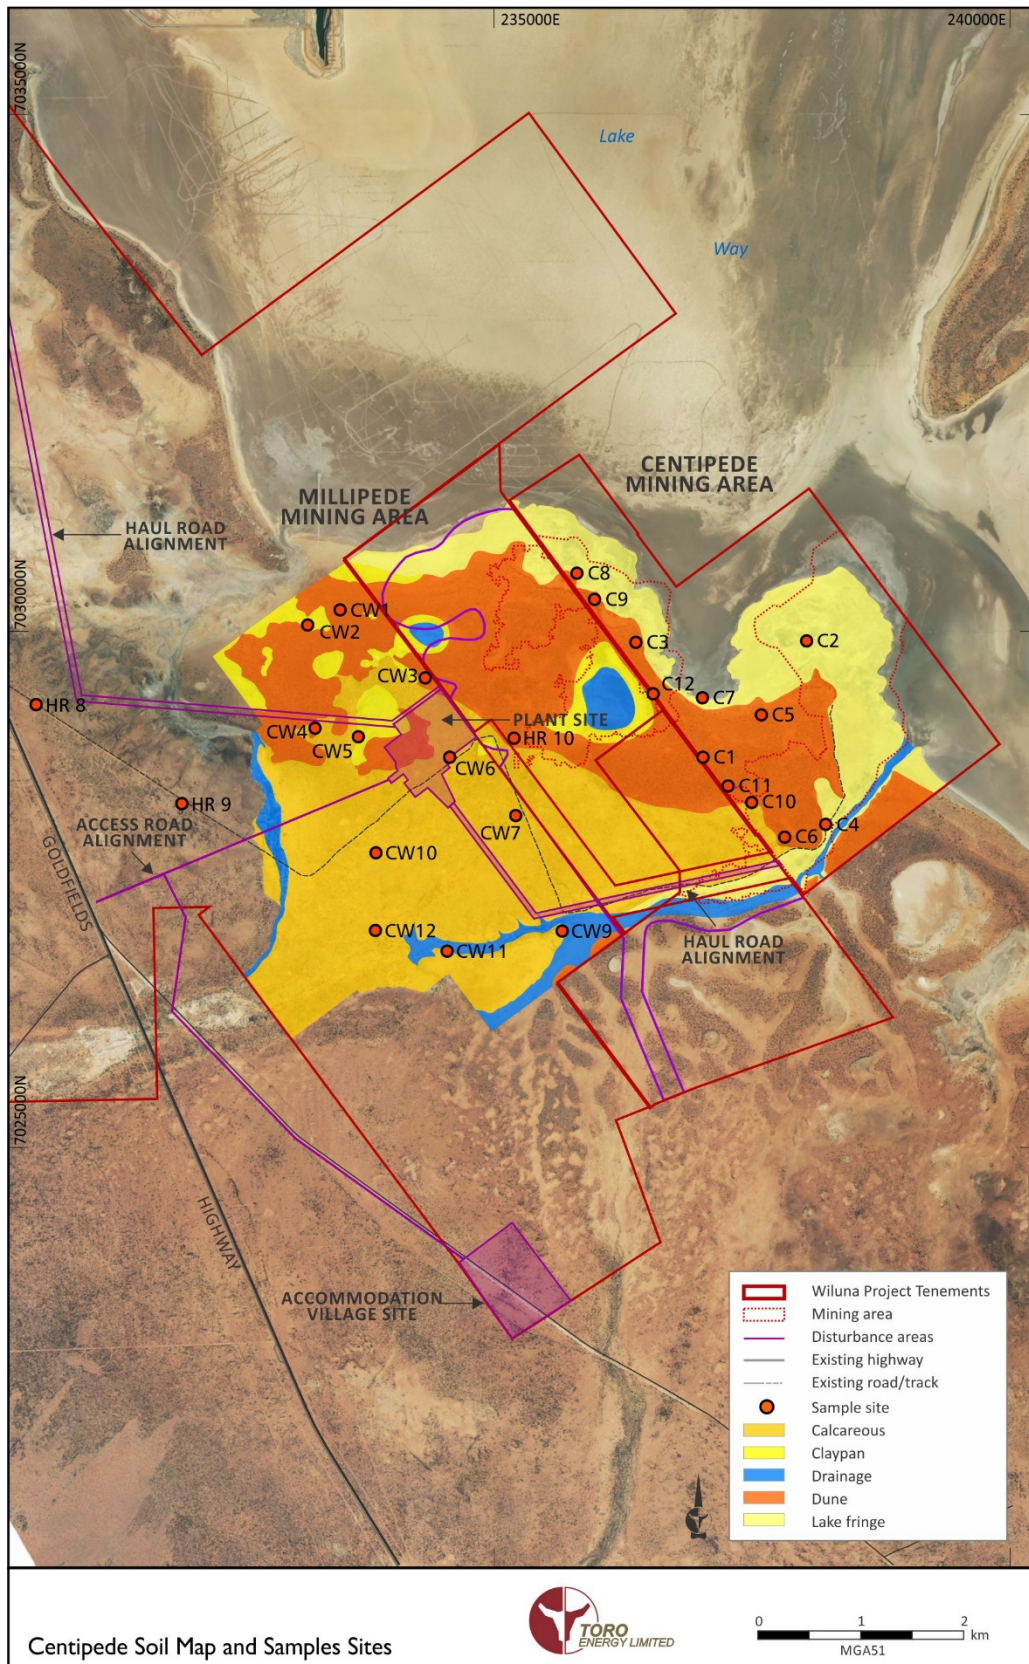 235000E
240000E
7035000N
Lake
Way
MILLIPEDE
MINING AREA
CENTIPEDE
MINING AREA
HAUL ROAD
ALIGNMENT
7030000N
C8
C9
CW1
CW2
C3
C2
CW3
C12
C7
HR 8
C5
PLANT SITE
CW4
CW5
HR 10
CW6
C1
C11
C10
HR 9
CW7
C4
C6
ACCESS ROAD
ALIGNMENT
CW10
GOLDFIELDS
CW12
CW9
CW11
HAUL ROAD
ALIGNMENT
7025000N
HIGHWAY
ACCOMMODATION
VILLAGE SITE
Wiluna Project Tenements
Mining area
Disturbance areas
Existing highway
Existing road/track
Sample site
Calcareous
Claypan
Drainage
Dune
Lake fringe
Centipede Soil Map and Samples Sites
TORO
ENERGY LIMITED
0 1 2
km
MGA51